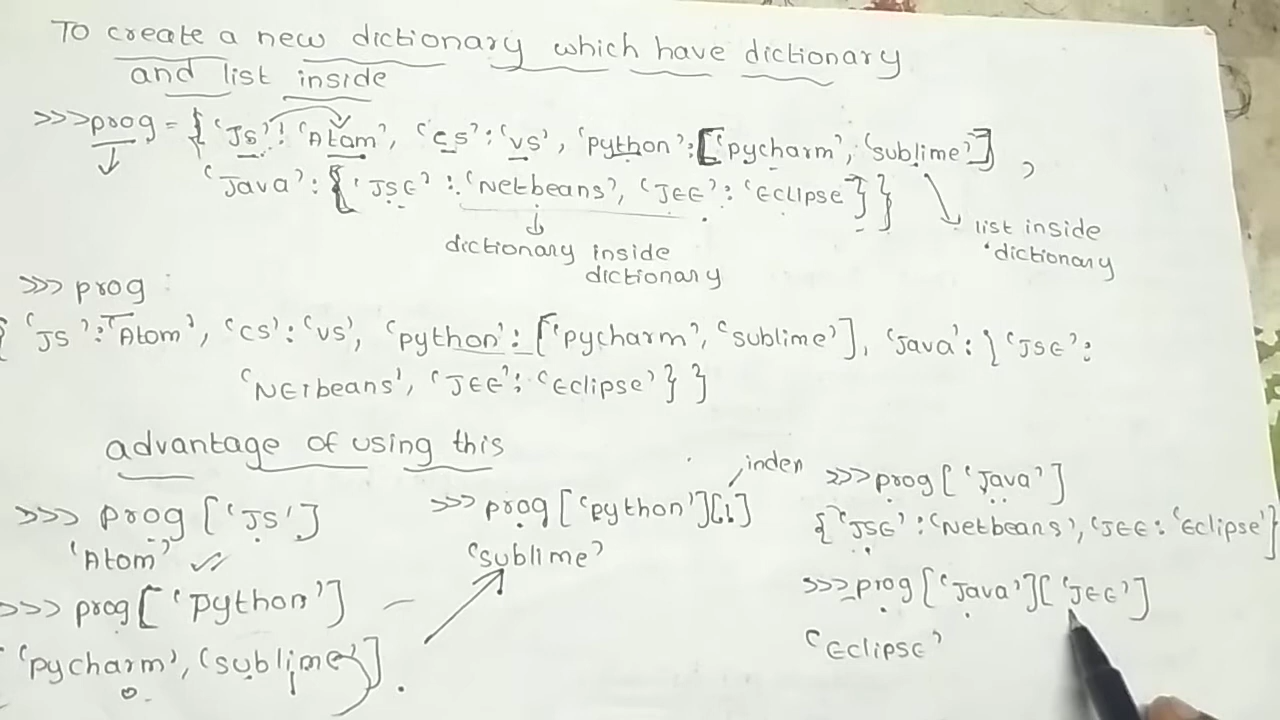 To create a new dictionary which have dictionary
and list inside
>>>prog = { 'JS' : 'Atom', 'CS' : 'VS', 'Python' : ['Pycharm', 'Sublime'] ,
'Java' : { 'JSE' : 'Netbeans', 'JEE' : 'Eclipse' } }
list inside
dictionary
dictionary inside
dictionary
>>> prog
{ 'JS' : 'Atom', 'CS' : 'VS', 'Python' : ['Pycharm', 'Sublime'], 'Java' : { 'JSE' :
'Netbeans', 'JEE' : 'Eclipse' } }
advantage of using this
>>> prog ['JS']
'Atom'
>>> prog ['Python']
'Pycharm', 'Sublime']
0 1
index
>>> prog ['Python'][1]
'Sublime'
>>> prog ['Java']
{ 'JSE' : 'Netbeans', 'JEE : 'Eclipse' }
>>> prog ['Java']['JEE']
'Eclipse'